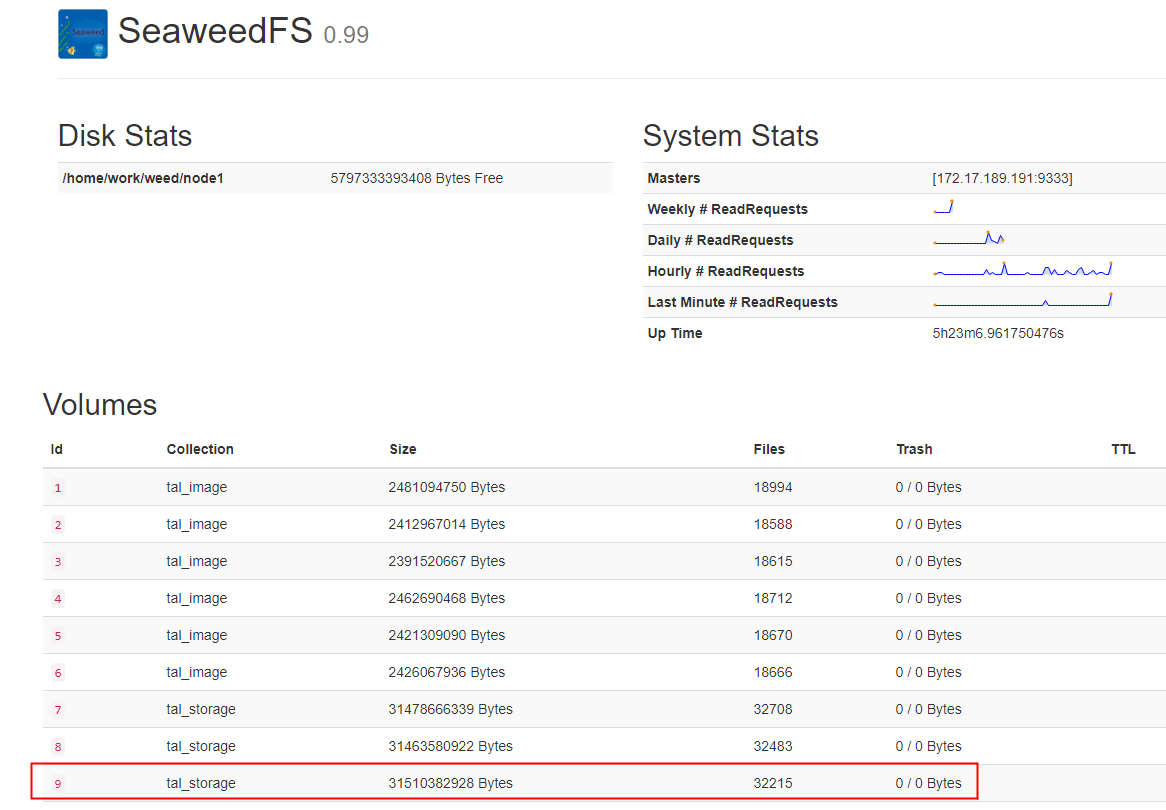 Seaweed
SeaweedFS 0.99
Disk Stats
/home/work/weed/node1 5797333393408 Bytes Free
System Stats
Masters [172.17.189.191:9333]
Weekly # ReadRequests
Daily # ReadRequests
Hourly # ReadRequests
Last Minute # ReadRequests
Up Time 5h23m6.961750476s
Volumes
Id Collection Size Files Trash TTL
1 tal_image 2481094750 Bytes 18994 0 / 0 Bytes
2 tal_image 2412967014 Bytes 18588 0 / 0 Bytes
3 tal_image 2391520667 Bytes 18615 0 / 0 Bytes
4 tal_image 2462690468 Bytes 18712 0 / 0 Bytes
5 tal_image 2421309090 Bytes 18670 0 / 0 Bytes
6 tal_image 2426067936 Bytes 18666 0 / 0 Bytes
7 tal_storage 31478666339 Bytes 32708 0 / 0 Bytes
8 tal_storage 31463580922 Bytes 32483 0 / 0 Bytes
9 tal_storage 31510382928 Bytes 32215 0 / 0 Bytes